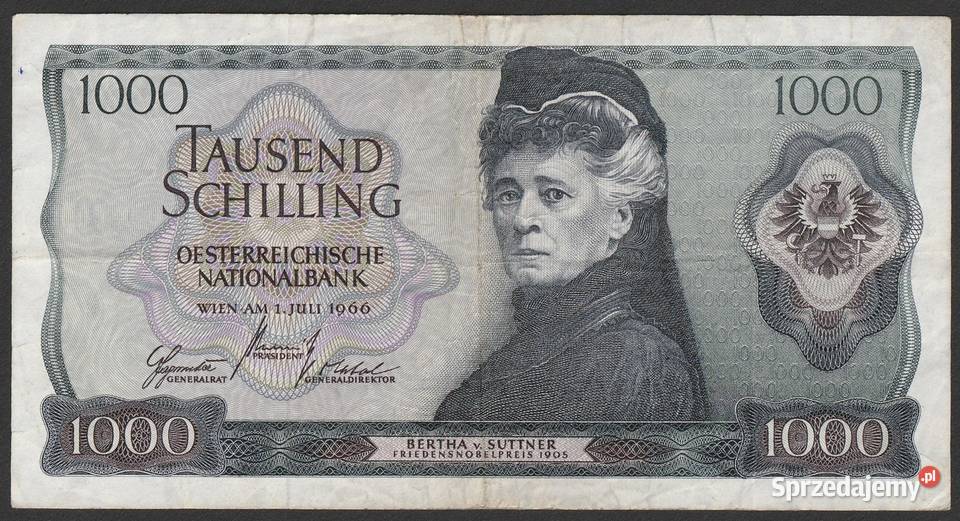 1000
1000
TAUSEND
SCHILLING
OESTERREICHISCHE
NATIONALBANK
WIEN AM 1. JULI 1966
PRÄSIDENT
GENERALRAT
GENERALDIREKTOR
1000
BERTHA v. SUTTNER
FRIEDENSNOBELPREIS 1905
1000
Sprzedajemy.pl